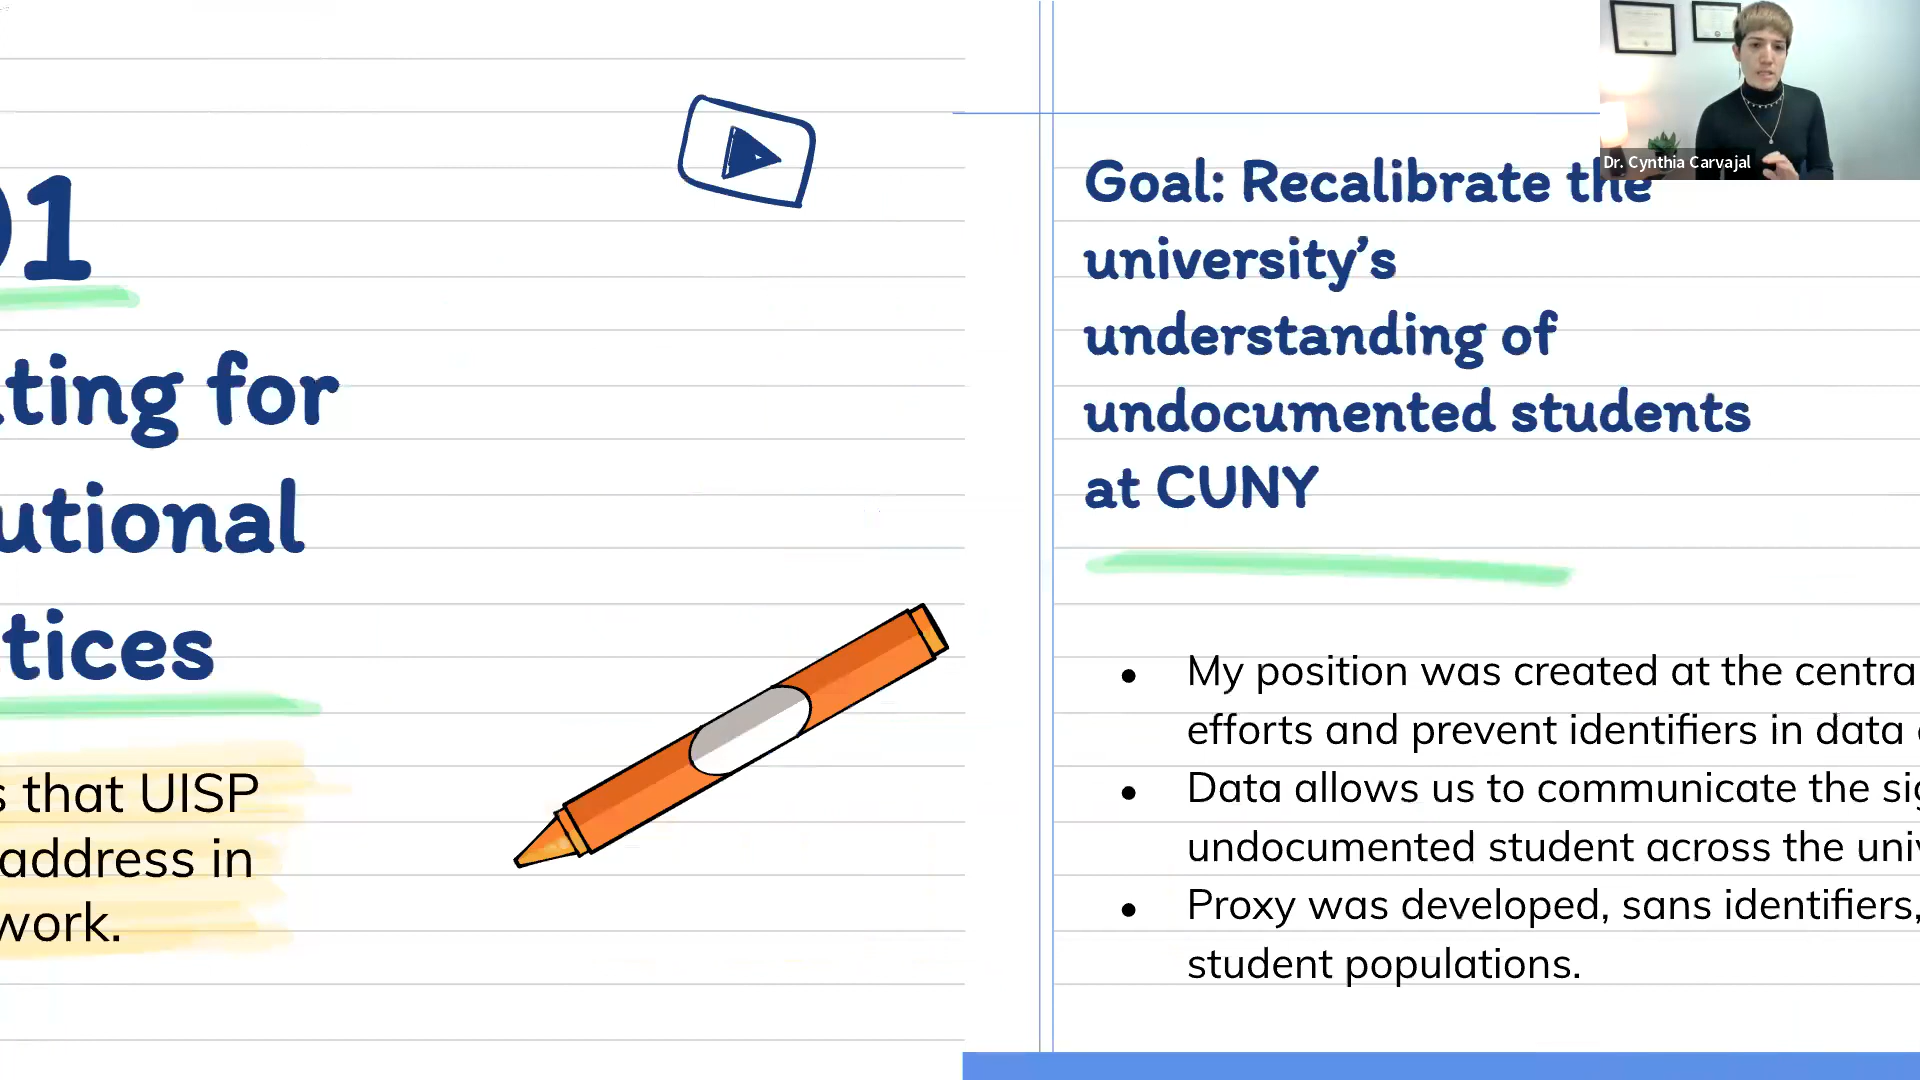 01
ting for
utional
tices
s that UISP
address in
work.
Goal: Recalibrate the
university’s
understanding of
undocumented students
at CUNY
• My position was created at the centra
efforts and prevent identifiers in data
• Data allows us to communicate the sig
undocumented student across the univ
• Proxy was developed, sans identifiers,
student populations.
Dr. Cynthia Carvajal